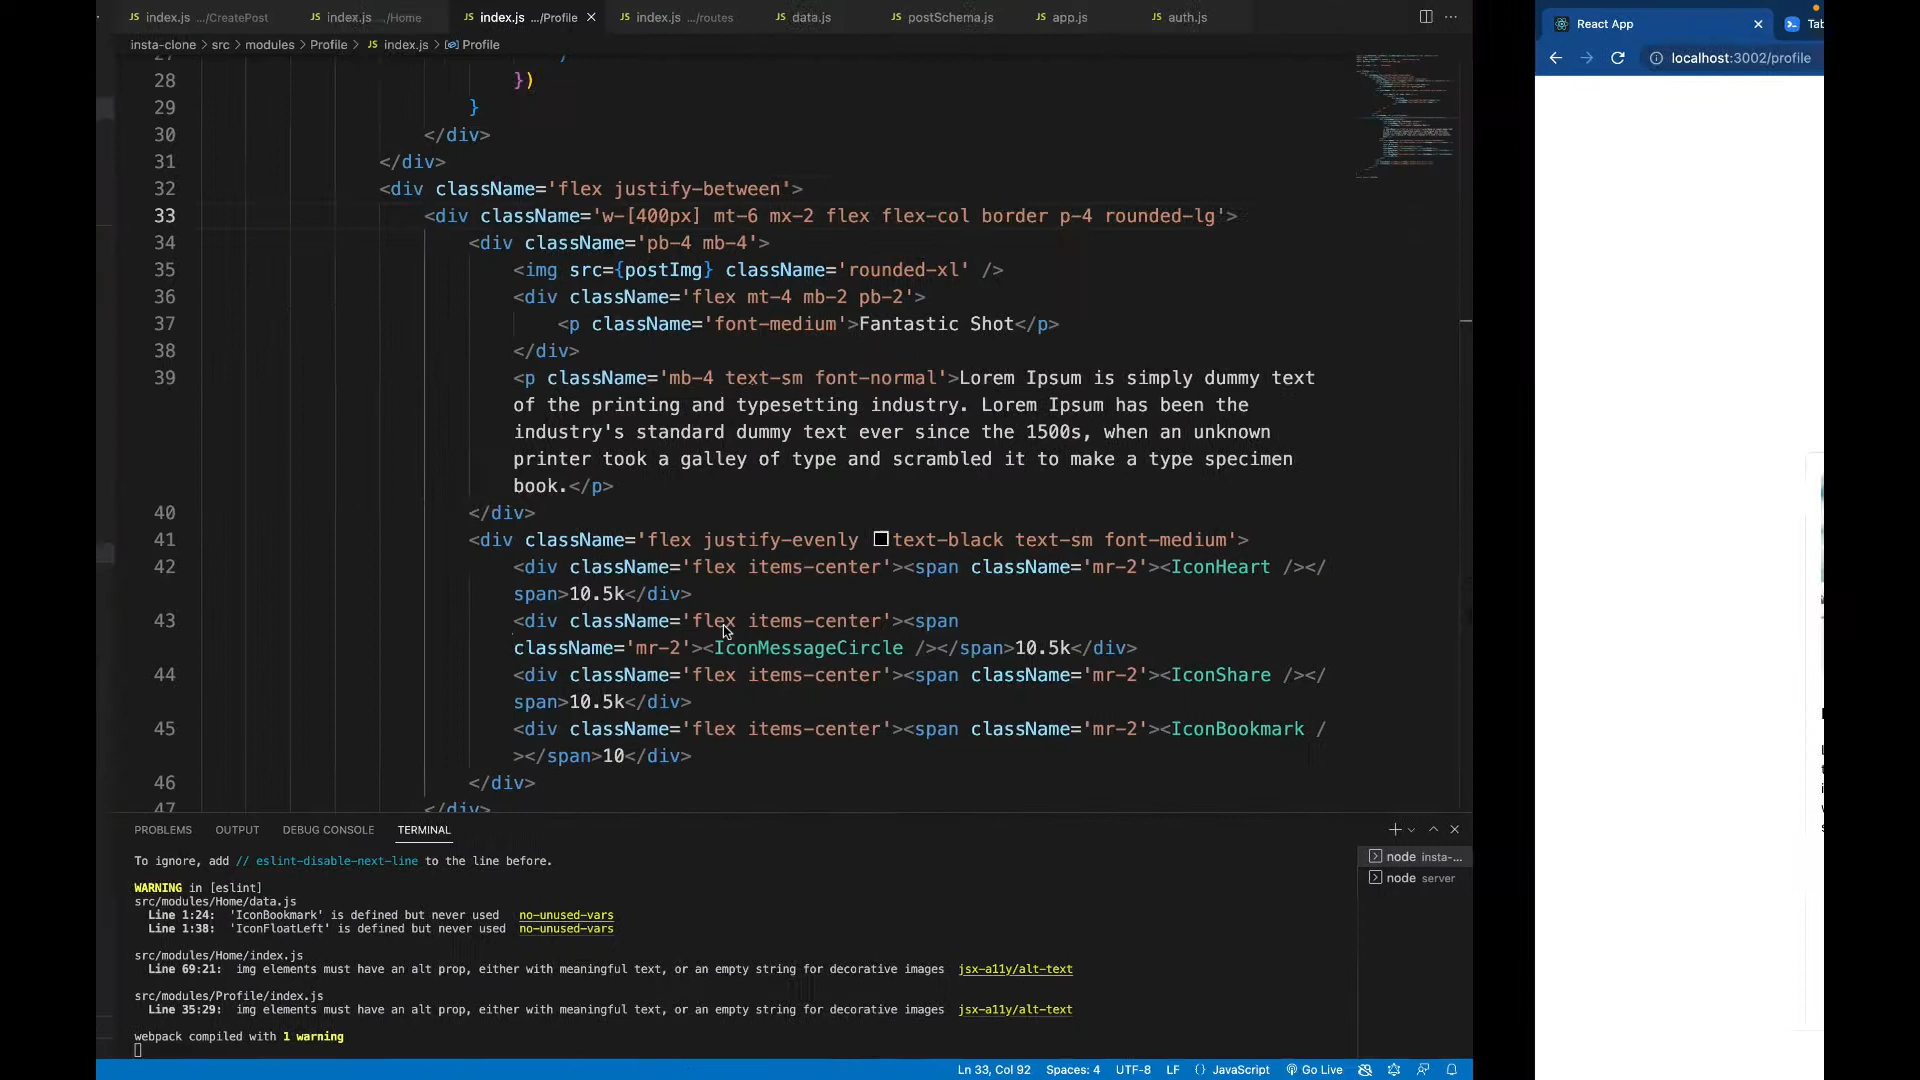 index.js .../CreatePost index.js .../Home index.js .../Profile index.js .../routes data.js postSchema.js app.js auth.js
insta-clone > src > modules > Profile > index.js > Profile
28 })
29 }
30 </div>
31 </div>
32 <div className='flex justify-between'>
33 <div className='w-[400px] mt-6 mx-2 flex flex-col border p-4 rounded-lg'>
34 <div className='pb-4 mb-4'>
35 <img src={postImg} className='rounded-xl' />
36 <div className='flex mt-4 mb-2 pb-2'>
37 <p className='font-medium'>Fantastic Shot</p>
38 </div>
39 <p className='mb-4 text-sm font-normal'>Lorem Ipsum is simply dummy text
of the printing and typesetting industry. Lorem Ipsum has been the
industry's standard dummy text ever since the 1500s, when an unknown
printer took a galley of type and scrambled it to make a type specimen
book.</p>
40 </div>
41 <div className='flex justify-evenly text-black text-sm font-medium'>
42 <div className='flex items-center'><span className='mr-2'><IconHeart /></
span>10.5k</div>
43 <div className='flex items-center'><span
className='mr-2'><IconMessageCircle /></span>10.5k</div>
44 <div className='flex items-center'><span className='mr-2'><IconShare /></
span>10.5k</div>
45 <div className='flex items-center'><span className='mr-2'><IconBookmark /
></span>10</div>
46 </div>
47 </div>
PROBLEMS OUTPUT DEBUG CONSOLE TERMINAL
To ignore, add // eslint-disable-next-line to the line before.
WARNING in [eslint]
src/modules/Home/data.js
Line 1:24: 'IconBookmark' is defined but never used no-unused-vars
Line 1:38: 'IconFloatLeft' is defined but never used no-unused-vars
src/modules/Home/index.js
Line 69:21: img elements must have an alt prop, either with meaningful text, or an empty string for decorative images jsx-a11y/alt-text
src/modules/Profile/index.js
Line 35:29: img elements must have an alt prop, either with meaningful text, or an empty string for decorative images jsx-a11y/alt-text
webpack compiled with 1 warning
node insta-...
node server
Ln 33, Col 92 Spaces: 4 UTF-8 LF {} JavaScript Go Live
React App
localhost:3002/profile